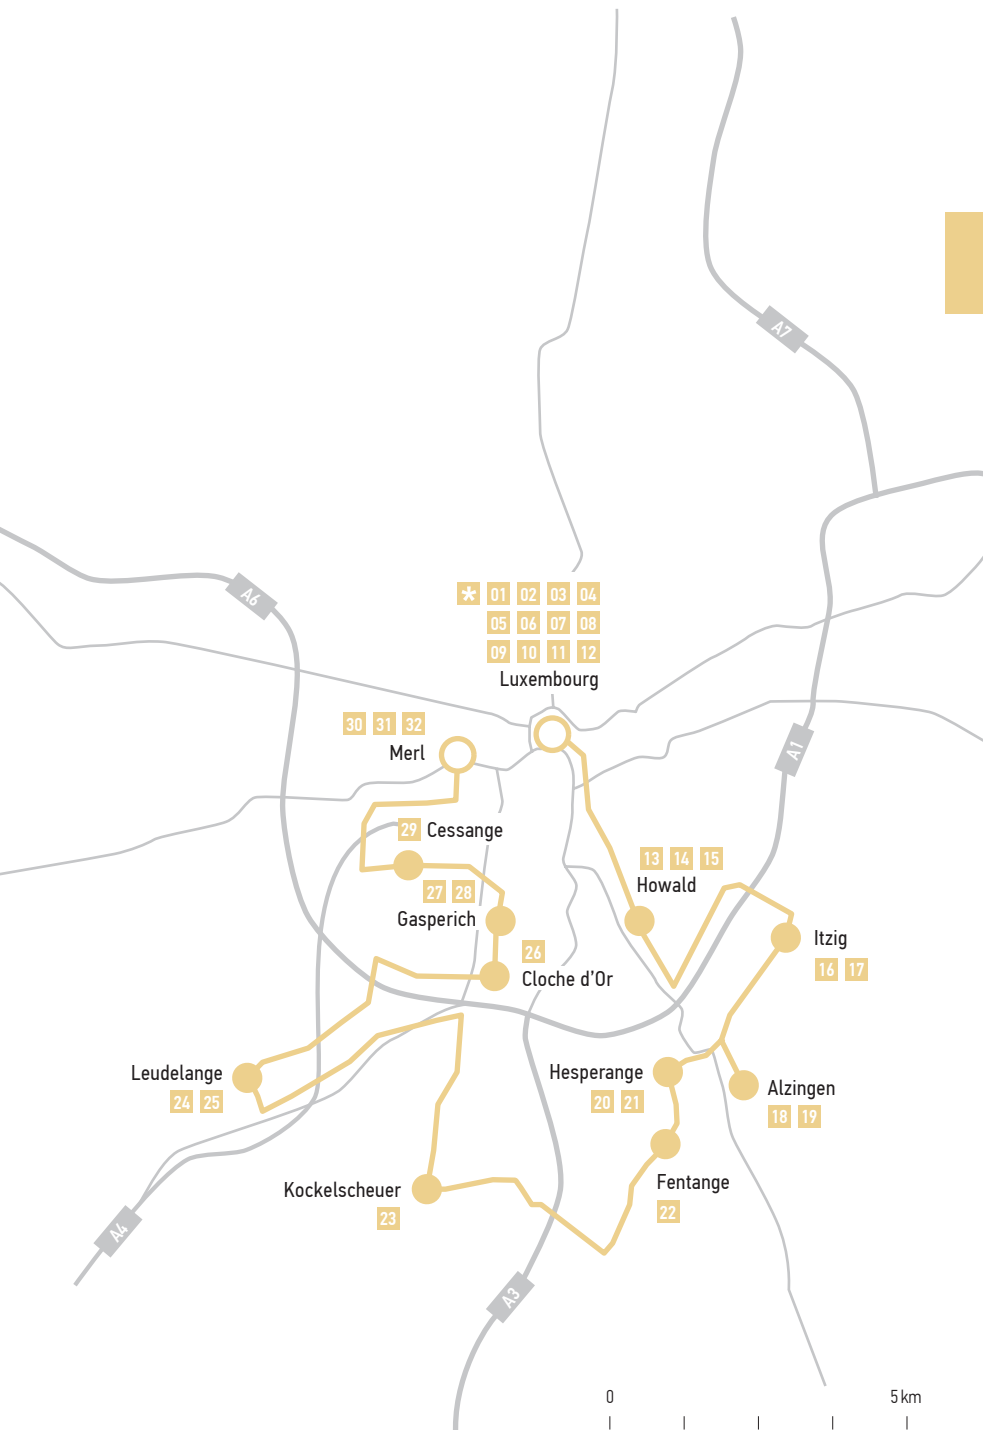 A7
A6
* 01 02 03 04
05 06 07 08
09 10 11 12
Luxembourg
30 31 32
Merl
A1
29 Cessange
27 28
13 14 15
Howald
Gasperich
26
Cloche d'Or
Itzig
16 17
Leudelange
24 25
Hesperange
20 21
Alzingen
18 19
Kockelscheuer
23
Fentange
22
A4
A3
0 5 km